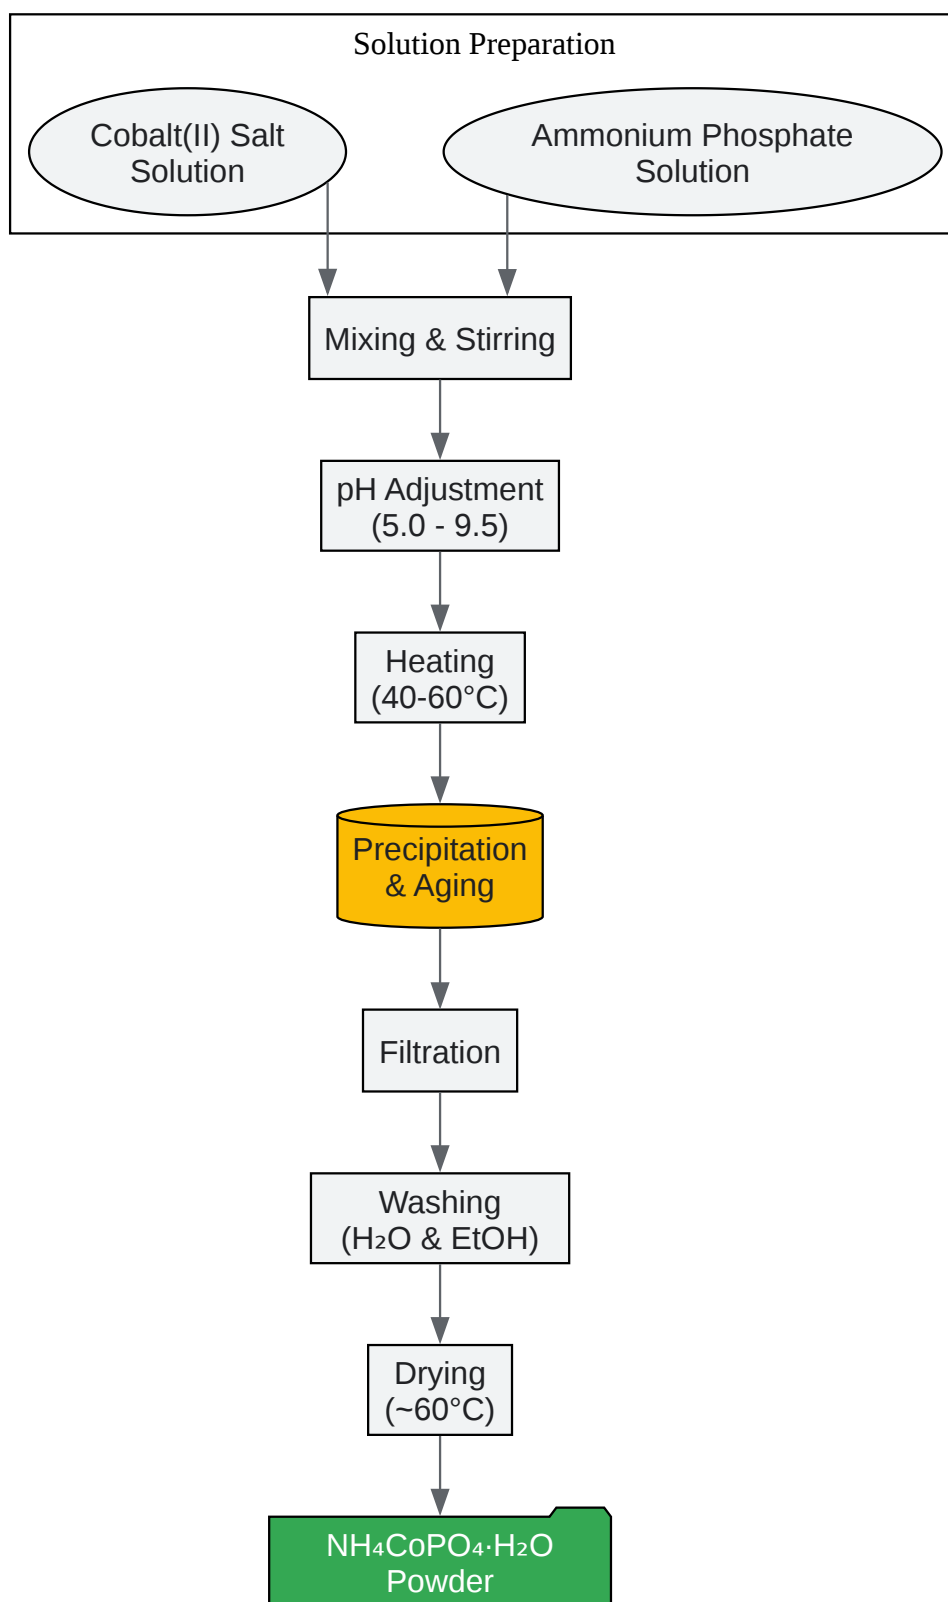 Solution Preparation
Cobalt(II) Salt
Solution
Ammonium Phosphate
Solution
Mixing & Stirring
pH Adjustment
(5.0 - 9.5)
Heating
(40-60°C)
Precipitation
& Aging
Filtration
Washing
(H₂O & EtOH)
Drying
(~60°C)
NH₄CoPO₄·H₂O
Powder